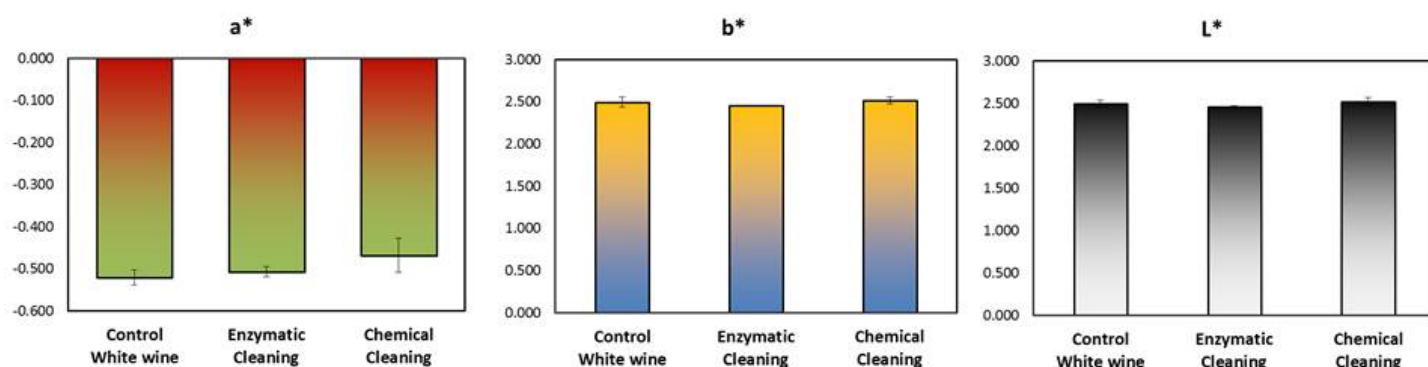 a*
0.000
-0.100
-0.200
-0.300
-0.400
-0.500
-0.600
Control
White wine
Enzymatic
Cleaning
Chemical
Cleaning
b*
3.000
2.500
2.000
1.500
1.000
0.500
0.000
Control
White wine
Enzymatic
Cleaning
Chemical
Cleaning
L*
3.000
2.500
2.000
1.500
1.000
0.500
0.000
Control
White wine
Enzymatic
Cleaning
Chemical
Cleaning